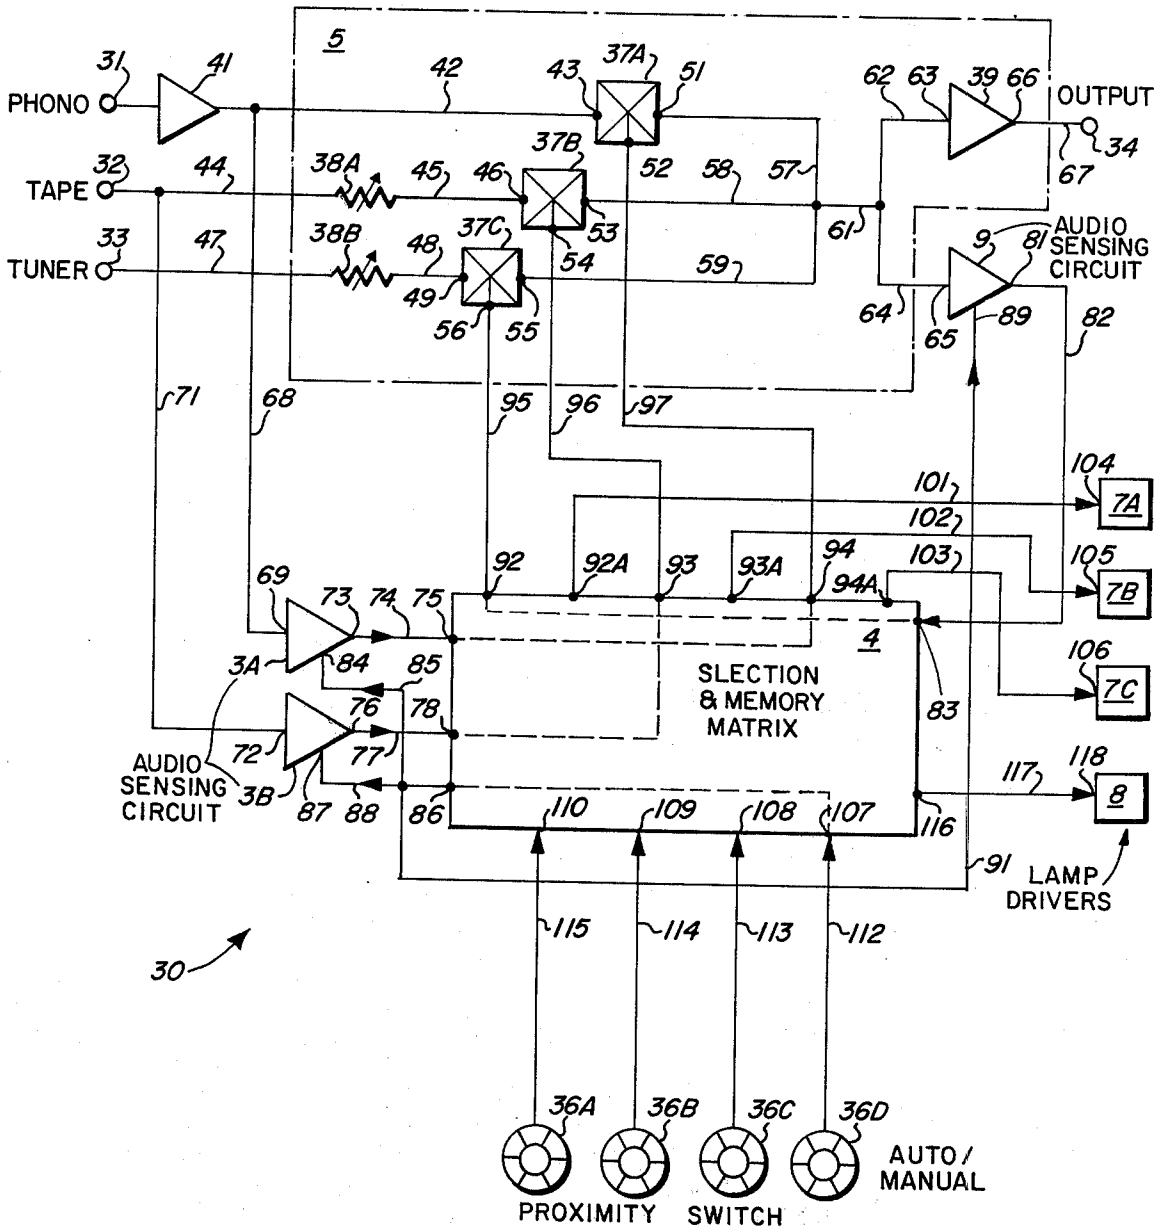 5
31
41
42
43
37A
51
62
63
39
66
PHONO
OUTPUT
34
67
32
44
38A
45
46
37B
52
58
57
TAPE
53
61
54
33
47
38B
48
37C
59
9
AUDIO
SENSING
CIRCUIT
81
TUNER
49
56
55
64
65
89
82
71
68
95
96
97
101
104
7A
102
103
105
7B
92
92A
93
93A
94
94A
69
73
74
75
4
83
106
7C
3A
84
85
SLECTION
& MEMORY
MATRIX
76
78
72
77
AUDIO
SENSING
CIRCUIT
3B
87
88
86
110
109
108
107
116
117
118
8
91
LAMP
DRIVERS
115
114
113
112
30
36A
36B
36C
36D
AUTO/
MANUAL
PROXIMITY SWITCH